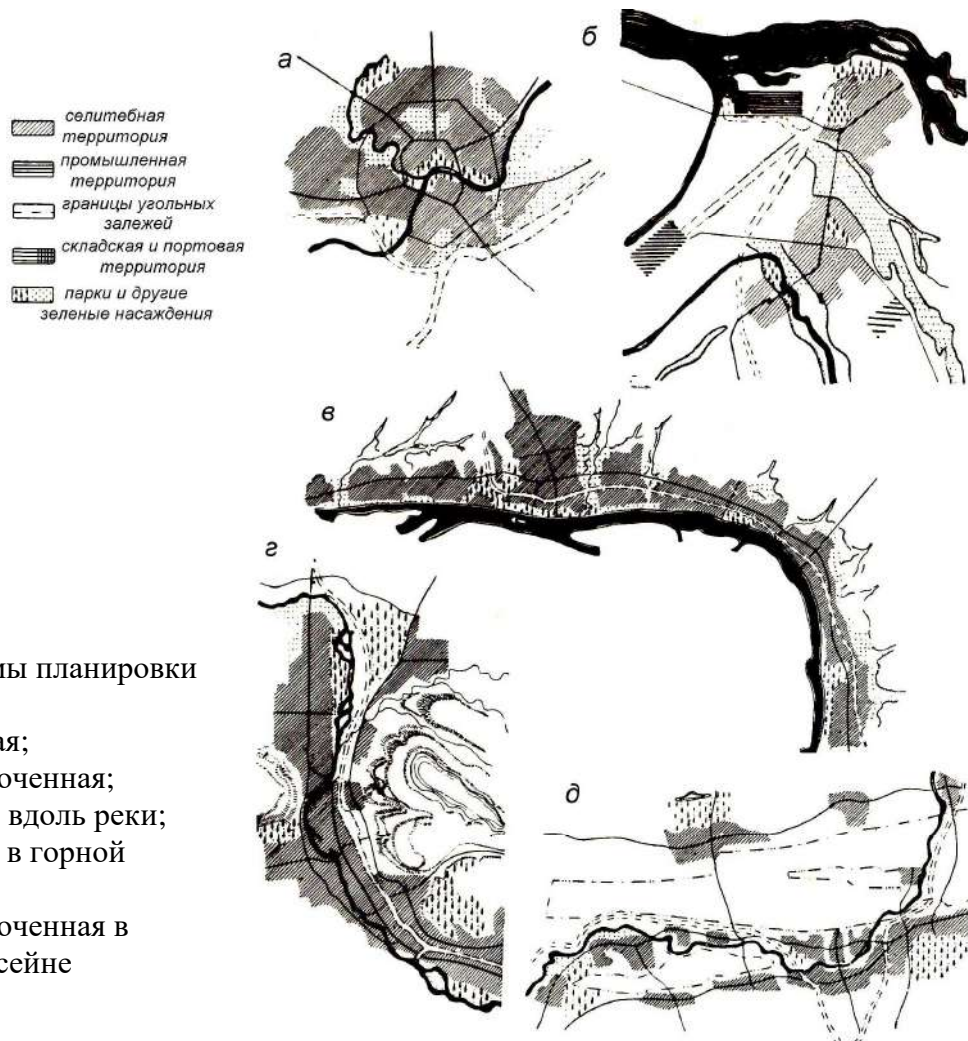 а
б
селитебная
территория
промышленная
территория
границы угольных
залежей
складская и портовая
территория
парки и другие
зеленые насаждения
в
г
мы планировки
ая;
оченная;
вдоль реки;
в горной
д
оченная в
сейне